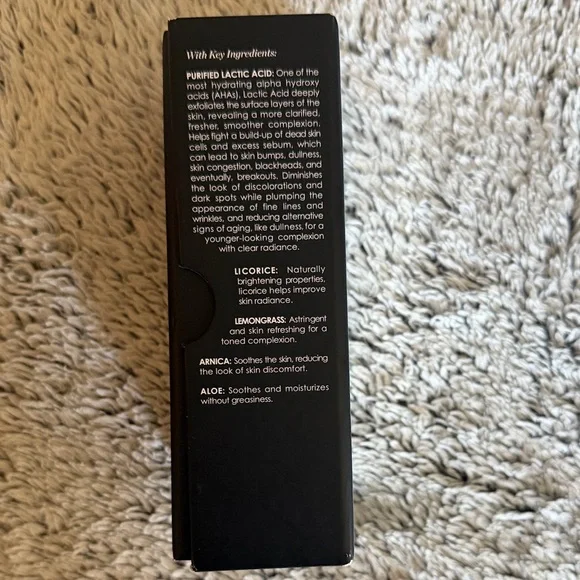 With Key Ingredients:
PURIFIED LACTIC ACID: One of the
most hydrating alpha hydroxy
acids (AHAs), Lactic Acid deeply
exfoliates the surface layers of the
skin, revealing a more clarified,
fresher, smoother complexion.
Helps fight a build-up of dead skin
cells and excess sebum, which
can lead to skin bumps, dullness,
skin congestion, blackheads, and
eventually, breakouts. Diminishes
the look of discolorations and
dark spots while plumping the
appearance of fine lines and
wrinkles, and reducing alternative
signs of aging, like dullness, for a
younger-looking complexion
with clear radiance.
LICORICE: Naturally
brightening properties,
licorice helps improve
skin radiance.
LEMONGRASS: Astringent
and skin refreshing for a
toned complexion.
ARNICA: Soothes the skin, reducing
the look of skin discomfort.
ALOE: Soothes and moisturizes
without greasiness.